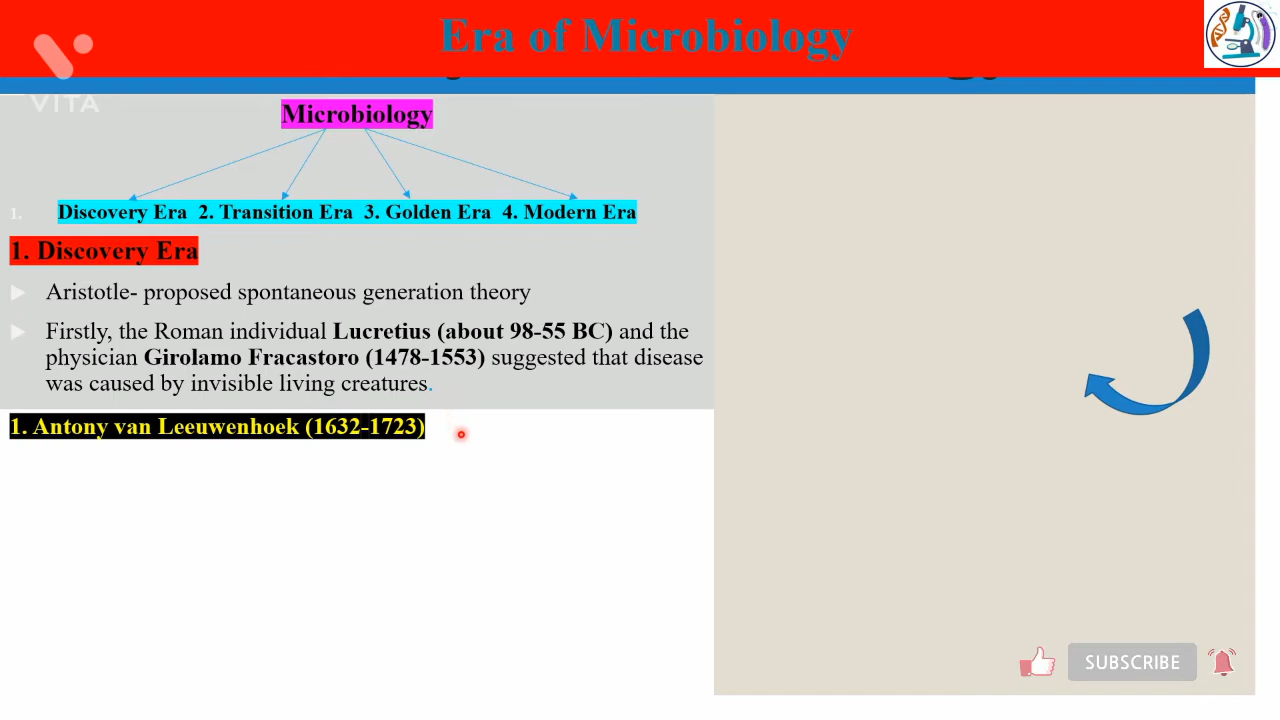 Era of Microbiology
VITA
Microbiology
1. Discovery Era 2. Transition Era 3. Golden Era 4. Modern Era
1. Discovery Era
Aristotle- proposed spontaneous generation theory
Firstly, the Roman individual Lucretius (about 98-55 BC) and the
physician Girolamo Fracastoro (1478-1553) suggested that disease
was caused by invisible living creatures.
1. Antony van Leeuwenhoek (1632-1723)
SUBSCRIBE